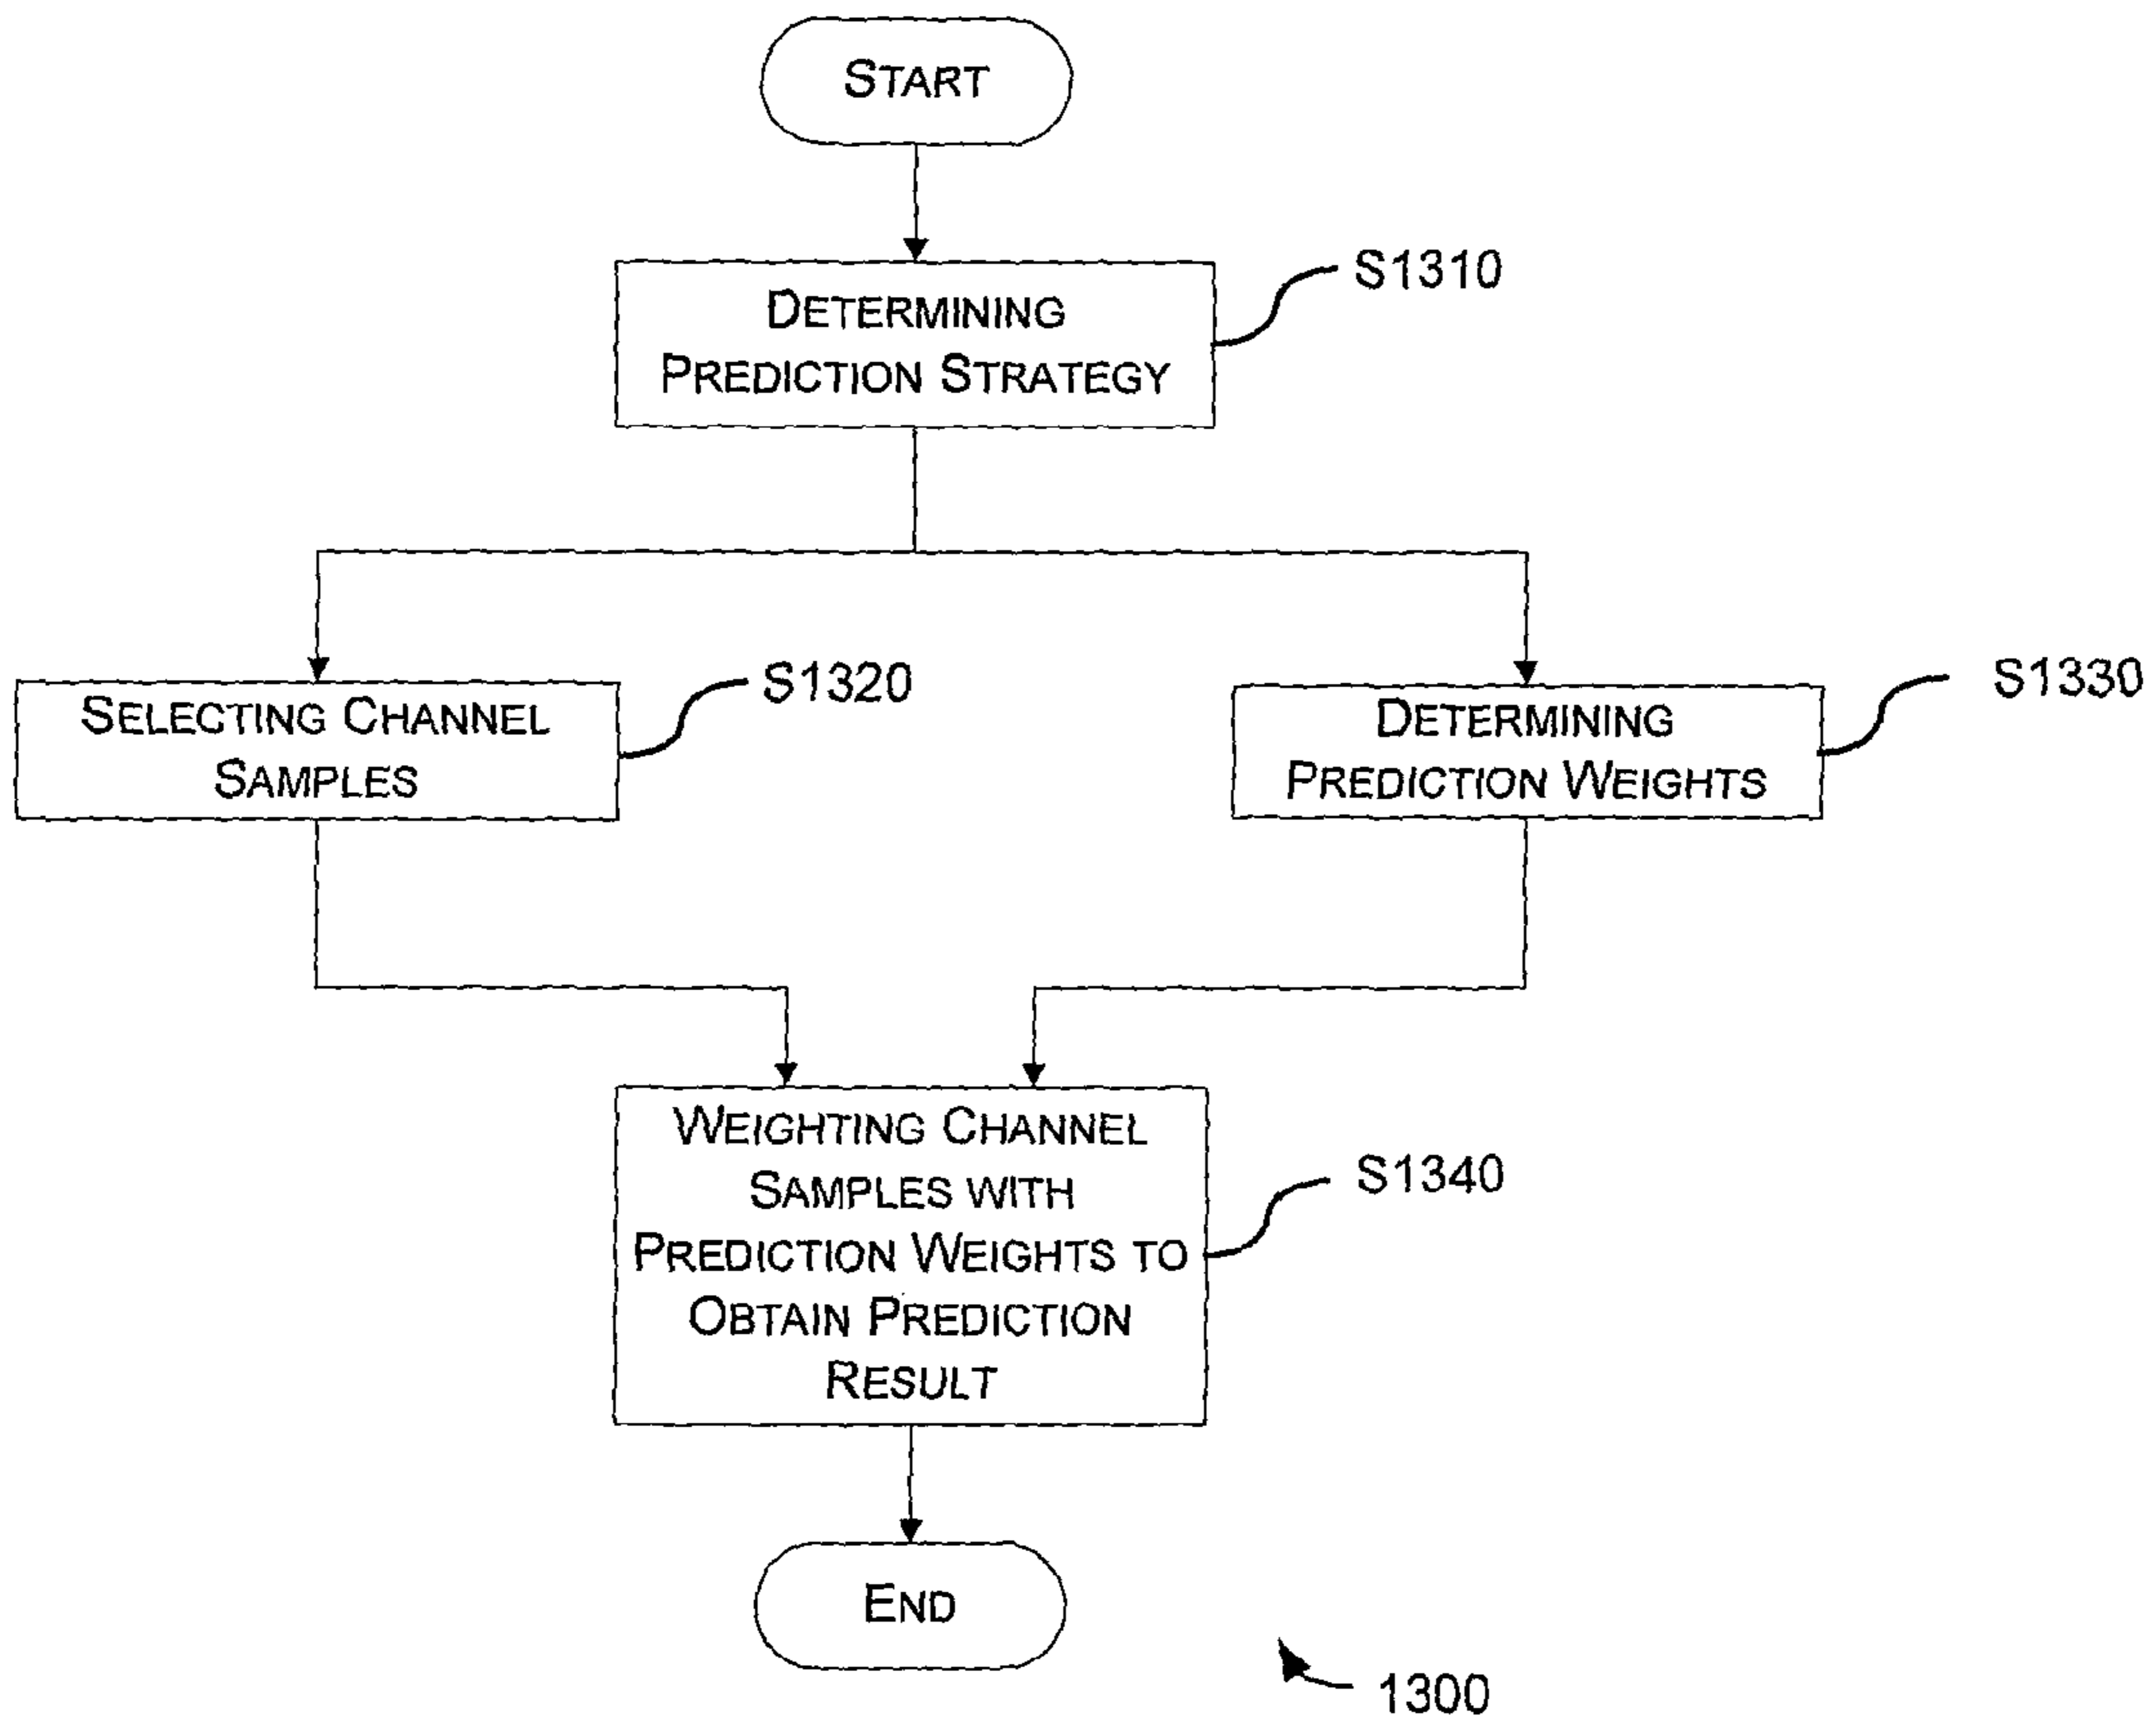 START
DETERMINING
PREDICTION STRATEGY
S1310
SELECTING CHANNEL
SAMPLES
S1320
DETERMINING
PREDICTION WEIGHTS
S1330
WEIGHTING CHANNEL
SAMPLES WITH
PREDICTION WEIGHTS TO
OBTAIN PREDICTION
RESULT
S1340
END
1300